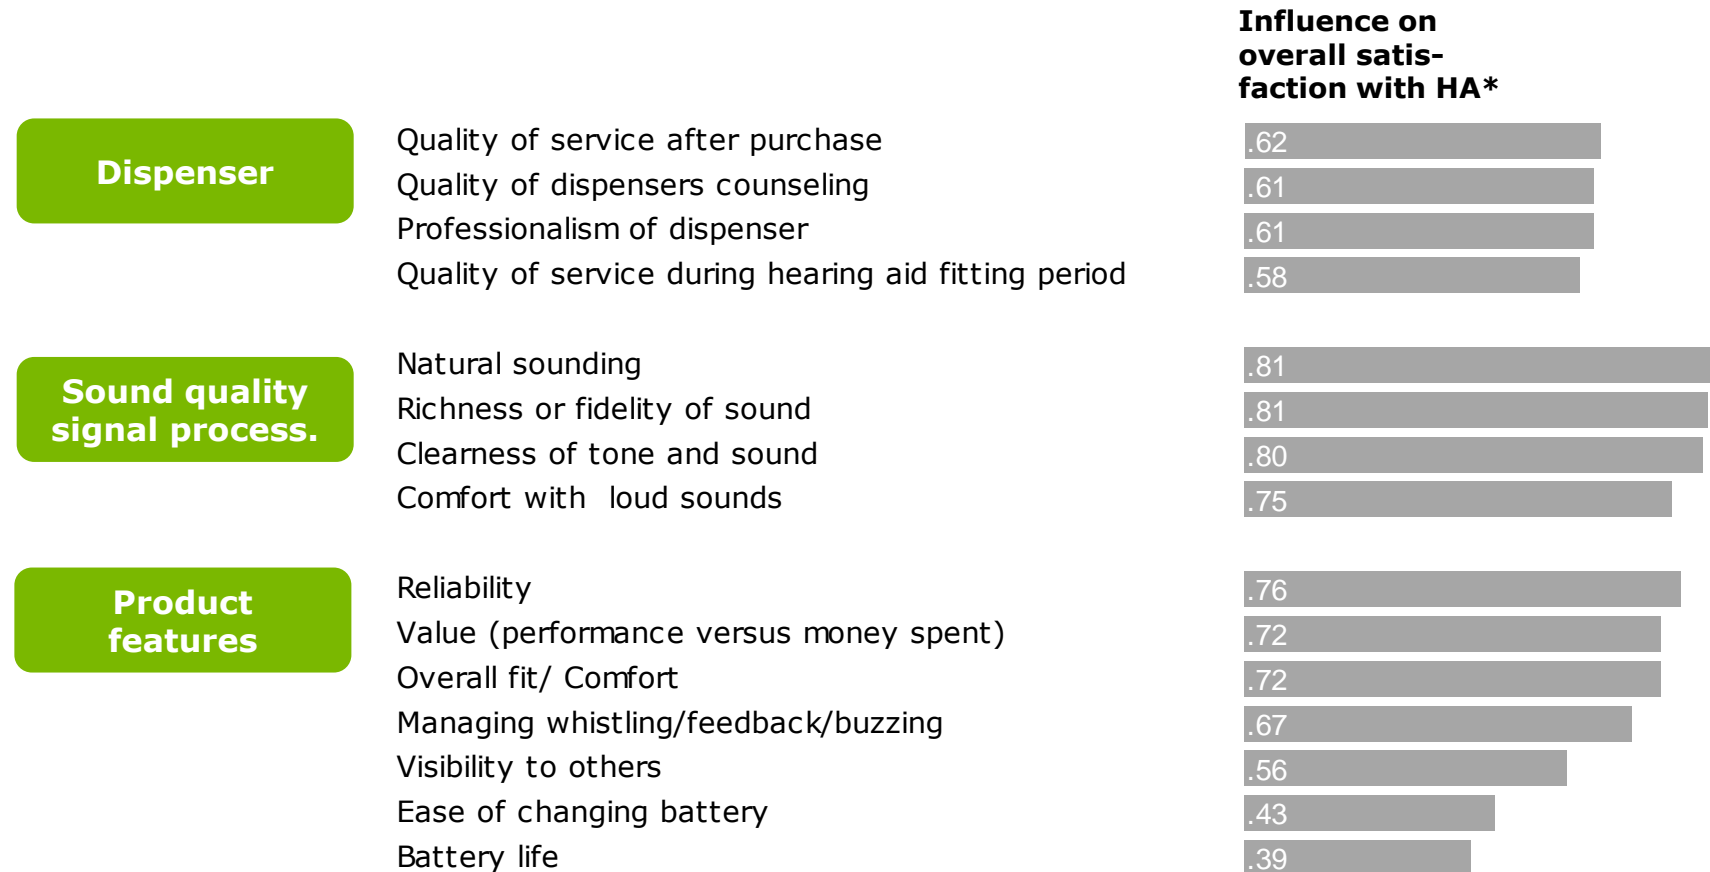 Influence on
overall satis-
faction with HA*
Dispenser
Quality of service after purchase .62
Quality of dispensers counseling .61
Professionalism of dispenser .61
Quality of service during hearing aid fitting period .58
Sound quality
signal process.
Natural sounding .81
Richness or fidelity of sound .81
Clearness of tone and sound .80
Comfort with loud sounds .75
Product
features
Reliability .76
Value (performance versus money spent) .72
Overall fit/ Comfort .72
Managing whistling/feedback/buzzing .67
Visibility to others .56
Ease of changing battery .43
Battery life .39